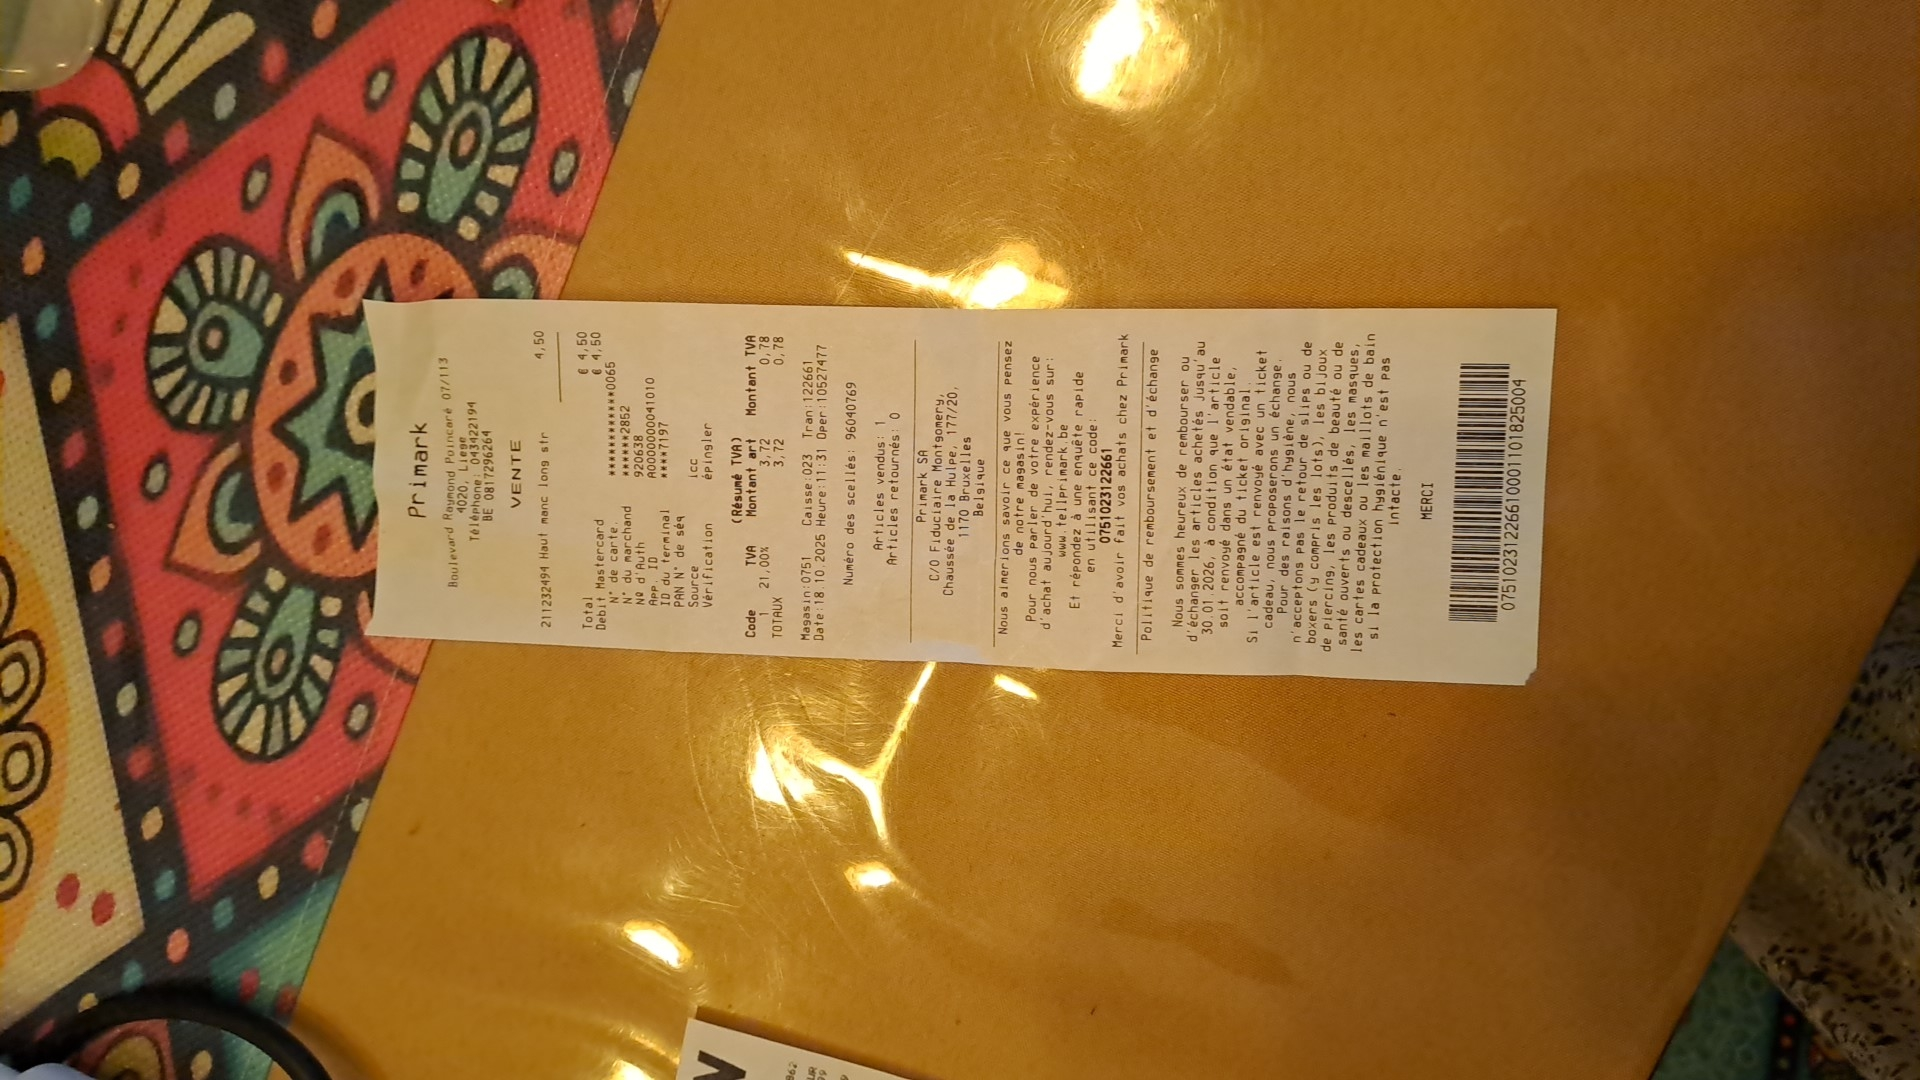 Primark
Boulevard Raymond Poincaré 07/113
4020, Liege
Téléphone:043422194
BE 0817296264
VENTE
211232494 Haut manc long str 4,50
Total € 4,50
Debit Mastercard € 4,50
N° de carte. ****************0065
N° du marchand ******2852
Nº d'Auth 920638
App. ID A0000000041010
ID du terminal ****7197
PAN N° de séq
Source icc
Vérification épingler
(Résumé TVA)
Code TVA Montant art Montant TVA
1 21,00% 3,72 0,78
TOTAUX 3,72 0,78
Magasin:0751 Caisse:023 Tran:122661
Date:18.10.2025 Heure:11:31 Oper:10527477
Numéro des scellés: 96040769
Articles vendus: 1
Articles retournés: 0
Primark SA
C/O Fiduciaire Montgomery,
Chaussée de la Hulpe, 177/20,
1170 Bruxelles
Belgique
Nous aimerions savoir ce que vous pensez
de notre magasin!
Pour nous parler de votre expérience
d'achat aujourd'hui, rendez-vous sur:
www.tellprimark.be
Et répondez à une enquête rapide
en utilisant ce code:
0751023122661
Merci d'avoir fait vos achats chez Primark
Politique de remboursement et d'échange
Nous sommes heureux de rembourser ou
d'échanger les articles achetés jusqu'au
30.01.2026, à condition que l'article
soit renvoyé dans un état vendable,
accompagné du ticket original.
Si l'article est renvoyé avec un ticket
cadeau, nous proposerons un échange.
Pour des raisons d'hygiène, nous
n'acceptons pas le retour de slips ou de
boxers (y compris les lots), les bijoux
de piercing, les produits de beauté ou de
santé ouverts ou descellés, les masques,
les cartes cadeaux ou les maillots de bain
si la protection hygiénique n'est pas
intacte.
MERCI
07510231226610001101825004